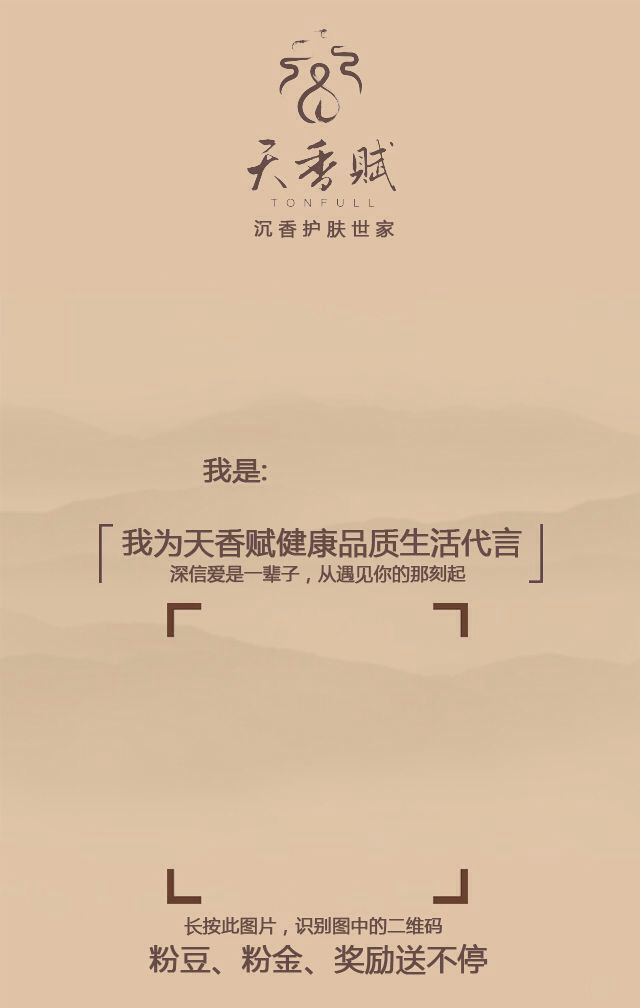 天香赋
TONFULL
沉香护肤世家
我是:
我为天香赋健康品质生活代言
深信爱是一辈子，从遇见你的那刻起
长按此图片，识别图中的二维码
粉豆、粉金、奖励送不停